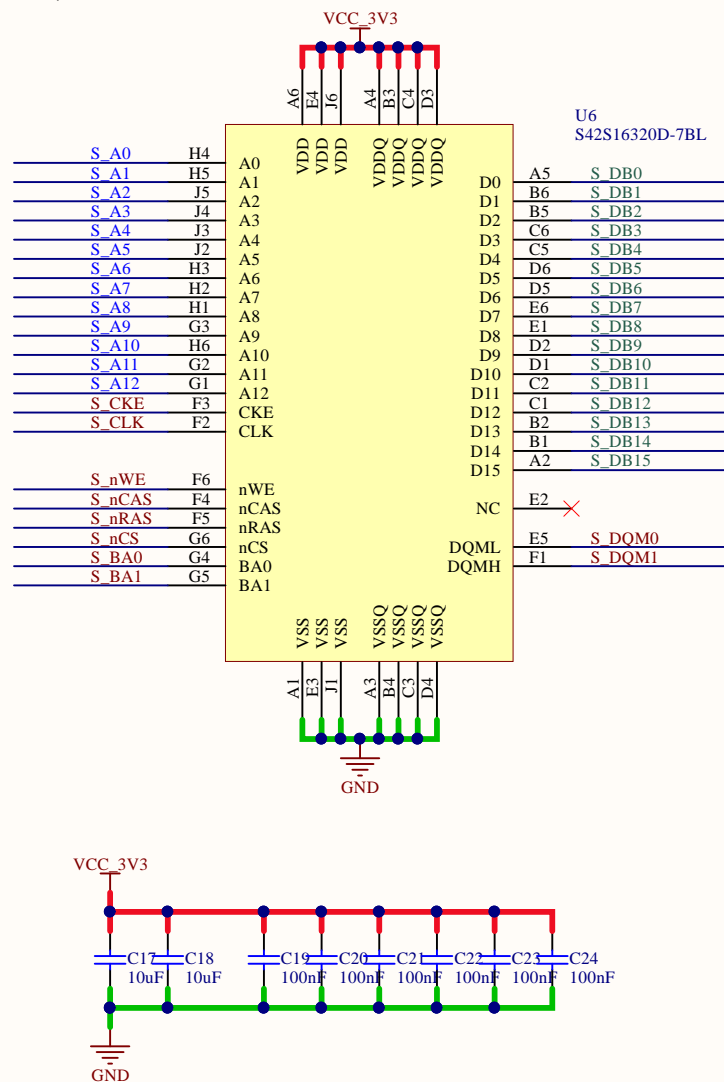 VCC_3V3
A6 E4 J6 A4 B3 C4 D3
U6
S42S16320D-7BL
VDD VDD VDD VDDQ VDDQ VDDQ VDDQ
S_A0 H4 A0
S_A1 H5 A1
S_A2 J5 A2
S_A3 J4 A3
S_A4 J3 A4
S_A5 J2 A5
S_A6 H3 A6
S_A7 H2 A7
S_A8 H1 A8
S_A9 G3 A9
S_A10 H6 A10
S_A11 G2 A11
S_A12 G1 A12
S_CKE F3 CKE
S_CLK F2 CLK
S_nWE F6 nWE
S_nCAS F4 nCAS
S_nRAS F5 nRAS
S_nCS G6 nCS
S_BA0 G4 BA0
S_BA1 G5 BA1
D0 A5 S_DB0
D1 B6 S_DB1
D2 B5 S_DB2
D3 C6 S_DB3
D4 C5 S_DB4
D5 D6 S_DB5
D6 D5 S_DB6
D7 E6 S_DB7
D8 E1 S_DB8
D9 D2 S_DB9
D10 D1 S_DB10
D11 C2 S_DB11
D12 C1 S_DB12
D13 B2 S_DB13
D14 B1 S_DB14
D15 A2 S_DB15
NC E2
DQML E5 S_DQM0
DQMH F1 S_DQM1
VSS VSS VSS VSSQ VSSQ VSSQ VSSQ
A1 E3 J1 A3 B4 C3 D4
GND
VCC_3V3
C17 C18 C19 C20 C21 C22 C23 C24
10uF 10uF 100nF 100nF 100nF 100nF 100nF 100nF
GND